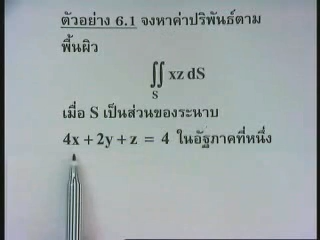 ตัวอย่าง 6.1 จงหาค่าปริพันธ์ตาม
พื้นผิว
∬ xz dS
S
เมื่อ S เป็นส่วนของระนาบ
4x + 2y + z = 4 ในอัฐภาคที่หนึ่ง